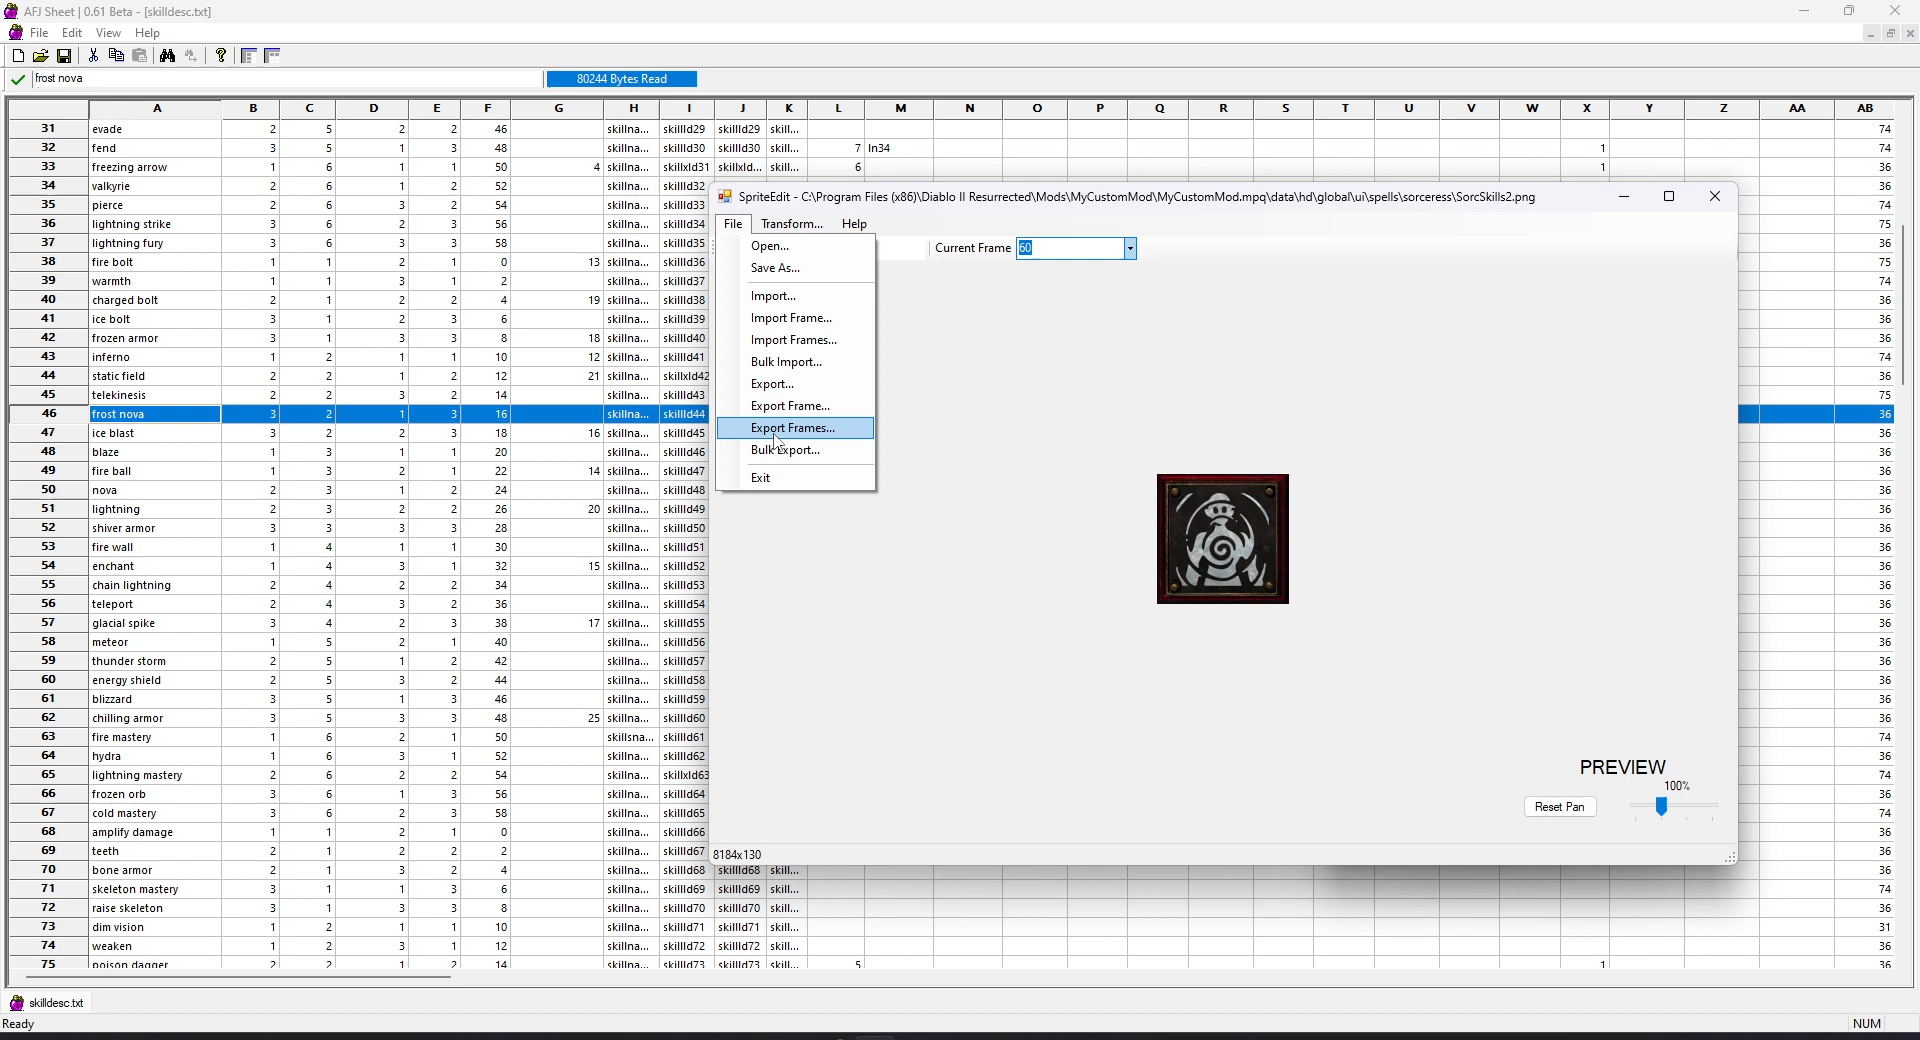 AFJ Sheet | 0.61 Beta - [skilldesc.txt]
File Edit View Help
frost nova 80244 Bytes Read
A B C D E F G H I J K L M N O P Q R S T U V W X Y Z AA AB
31 evade 2 5 2 2 46 skillna... skillld29 skillld29 skill... 74
32 fend 3 5 1 3 48 skillna... skillld30 skillld30 skill... 7 ln34 1 74
33 freezing arrow 1 6 1 1 50 4 skillna... skillxld31 skillxld... skill... 6 1 36
34 valkyrie 2 6 1 2 52 skillna... skillld32 36
35 pierce 2 6 3 2 54 skillna... skillld33 74
36 lightning strike 3 6 2 3 56 skillna... skillld34 75
37 lightning fury 3 6 3 3 58 skillna... skillld35 36
38 fire bolt 1 1 2 1 0 13 skillna... skillld36 75
39 warmth 1 1 3 1 2 skillna... skillld37 74
40 charged bolt 2 1 2 2 4 19 skillna... skillld38 36
41 ice bolt 3 1 2 3 6 skillna... skillld39 36
42 frozen armor 3 1 3 3 8 18 skillna... skillld40 36
43 inferno 1 2 1 1 10 12 skillna... skillld41 74
44 static field 2 2 1 2 12 21 skillna... skillxld42 36
45 telekinesis 2 2 3 2 14 skillna... skillld43 75
46 frost nova 3 2 1 3 16 skillna... skillld44 36
47 ice blast 3 2 2 3 18 16 skillna... skillld45 36
48 blaze 1 3 1 1 20 skillna... skillld46 36
49 fire ball 1 3 2 1 22 14 skillna... skillld47 36
50 nova 2 3 1 2 24 skillna... skillld48 36
51 lightning 2 3 2 2 26 20 skillna... skillld49 36
52 shiver armor 3 3 3 3 28 skillna... skillld50 36
53 fire wall 1 4 1 1 30 skillna... skillld51 36
54 enchant 1 4 3 1 32 15 skillna... skillld52 36
55 chain lightning 2 4 2 2 34 skillna... skillld53 36
56 teleport 2 4 3 2 36 skillna... skillld54 36
57 glacial spike 3 4 2 3 38 17 skillna... skillld55 36
58 meteor 1 5 2 1 40 skillna... skillld56 36
59 thunder storm 2 5 1 2 42 skillna... skillld57 36
60 energy shield 2 5 3 2 44 skillna... skillld58 36
61 blizzard 3 5 1 3 46 skillna... skillld59 36
62 chilling armor 3 5 3 3 48 25 skillna... skillld60 36
63 fire mastery 1 6 2 1 50 skillsna... skillld61 74
64 hydra 1 6 3 1 52 skillna... skillld62 36
65 lightning mastery 2 6 2 2 54 skillna... skillxld63 74
66 frozen orb 3 6 1 3 56 skillna... skillld64 36
67 cold mastery 3 6 2 3 58 skillna... skillld65 74
68 amplify damage 1 1 2 1 0 skillna... skillld66 36
69 teeth 2 1 2 2 2 skillna... skillld67 36
70 bone armor 2 1 3 2 4 skillna... skillld68 skillld68 skill... 36
71 skeleton mastery 3 1 1 3 6 skillna... skillld69 skillld69 skill... 74
72 raise skeleton 3 1 3 3 8 skillna... skillld70 skillld70 skill... 36
73 dim vision 1 2 1 1 10 skillna... skillld71 skillld71 skill... 31
74 weaken 1 2 3 1 12 skillna... skillld72 skillld72 skill... 36
75 poison dagger 2 2 1 2 14 skillna... skillld73 skillld73 skill... 5 1 36
skilldesc.txt
Ready NUM
SpriteEdit - C:\Program Files (x86)\Diablo II Resurrected\Mods\MyCustomMod\MyCustomMod.mpq\data\hd\global\ui\spells\sorceress\SorcSkills2.png
File Transform... Help
Current Frame 60
Open...
Save As...
Import...
Import Frame...
Import Frames...
Bulk Import...
Export...
Export Frame...
Export Frames...
Bulk Export...
Exit
PREVIEW
100%
Reset Pan
8184x130